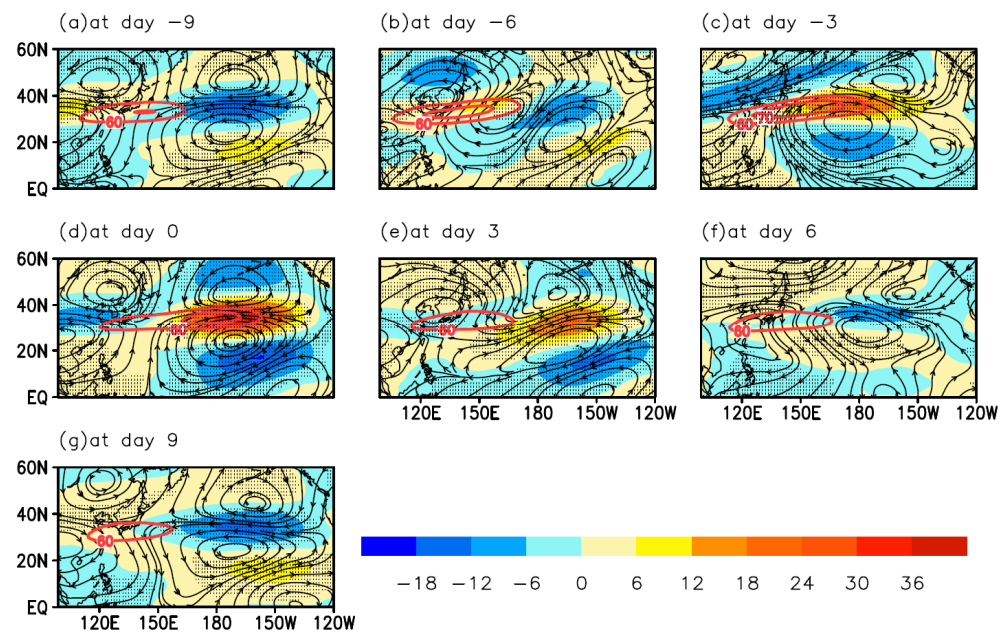 (a)at day −9
(b)at day −6
(c)at day −3
60N
40N
20N
EQ
60
60
60
70
(d)at day 0
(e)at day 3
(f)at day 6
60N
40N
20N
EQ
60
60
60
120E 150E 180 150W 120W
120E 150E 180 150W 120W
(g)at day 9
60N
40N
20N
EQ
60
120E 150E 180 150W 120W
−18 −12 −6 0 6 12 18 24 30 36